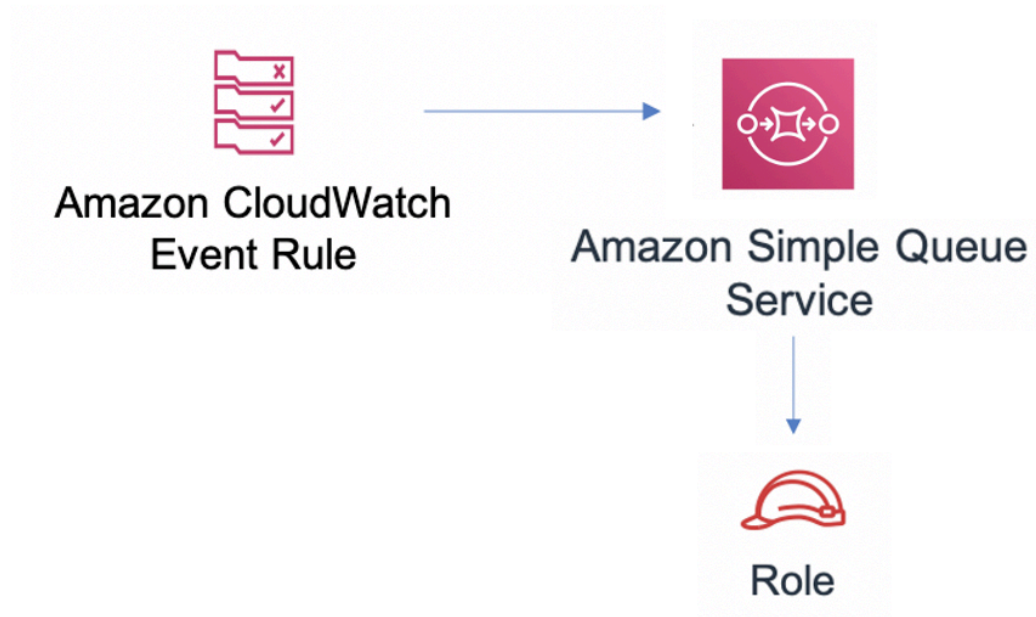 Amazon CloudWatch
Event Rule
Amazon Simple Queue
Service
Role